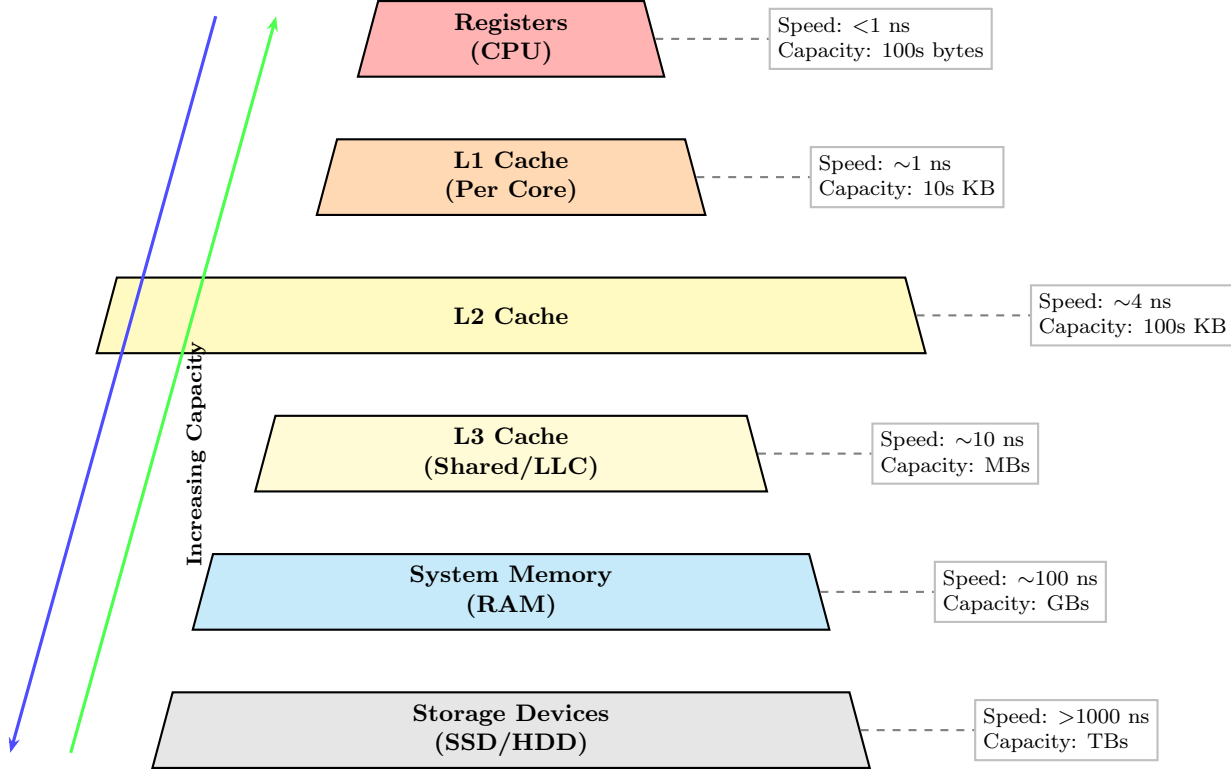 Registers
(CPU)
Speed: <1 ns
Capacity: 100s bytes
L1 Cache
(Per Core)
Speed: ∼1 ns
Capacity: 10s KB
L2 Cache
Speed: ∼4 ns
Capacity: 100s KB
Increasing Capacity
L3 Cache
(Shared/LLC)
Speed: ∼10 ns
Capacity: MBs
System Memory
(RAM)
Speed: ∼100 ns
Capacity: GBs
Storage Devices
(SSD/HDD)
Speed: >1000 ns
Capacity: TBs